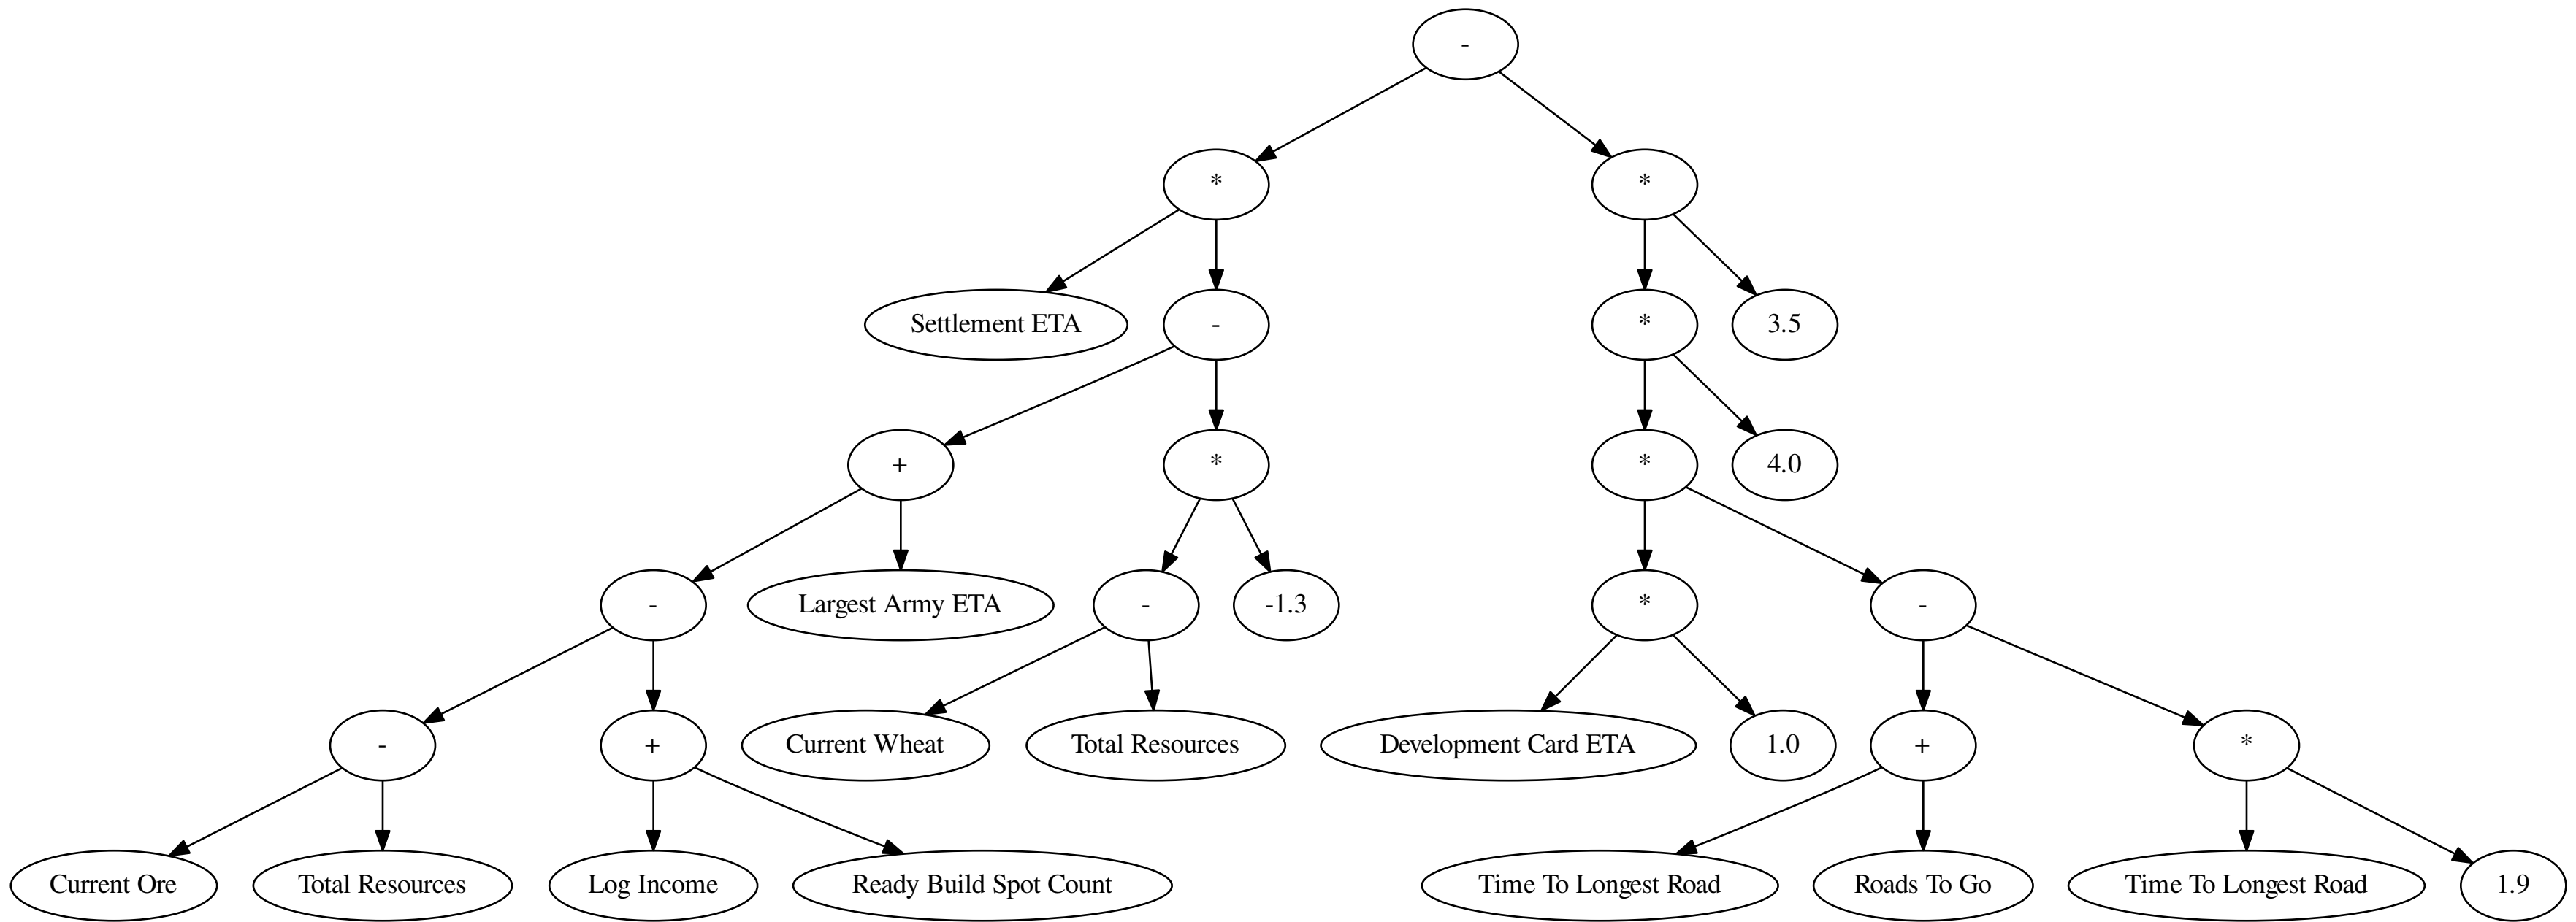 -
*
*
Settlement ETA
-
*
3.5
+
*
*
4.0
-
Largest Army ETA
-
-1.3
*
-
-
+
Current Wheat
Total Resources
Development Card ETA
1.0
+
*
Current Ore
Total Resources
Log Income
Ready Build Spot Count
Time To Longest Road
Roads To Go
Time To Longest Road
1.9